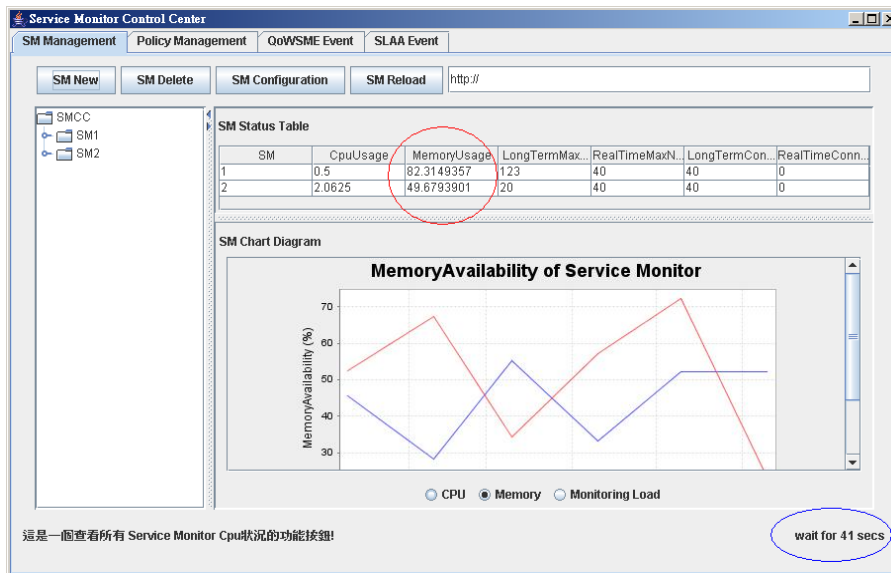 Service Monitor Control Center
SM Management Policy Management QoWSME Event SLAA Event
SM New SM Delete SM Configuration SM Reload http://
SMCC
SM1
SM2
SM Status Table
SM CpuUsage MemoryUsage LongTermMax... RealTimeMaxN... LongTermCon... RealTimeConn...
1 0.5 82.3149357 123 40 40 0
2 2.0625 49.6793901 20 40 40 0
SM Chart Diagram
MemoryAvailability of Service Monitor
MemoryAvailability (%)
70
60
50
40
30
CPU Memory Monitoring Load
這是一個查看所有 Service Monitor Cpu狀況的功能按鈕!
wait for 41 secs